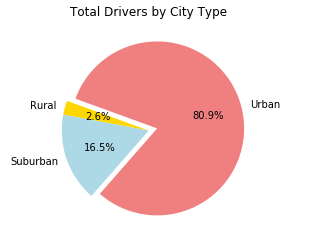 Total Drivers by City Type
Rural
2.6%
Urban
80.9%
Suburban
16.5%